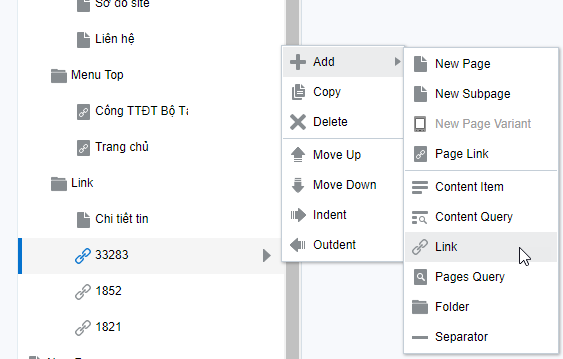 Sơ đồ site
Liên hệ
Menu Top
Công TTĐT Bộ Tà
Trang chủ
Link
Chi tiết tin
33283
1852
1821
Add
Copy
Delete
Move Up
Move Down
Indent
Outdent
New Page
New Subpage
New Page Variant
Page Link
Content Item
Content Query
Link
Pages Query
Folder
Separator